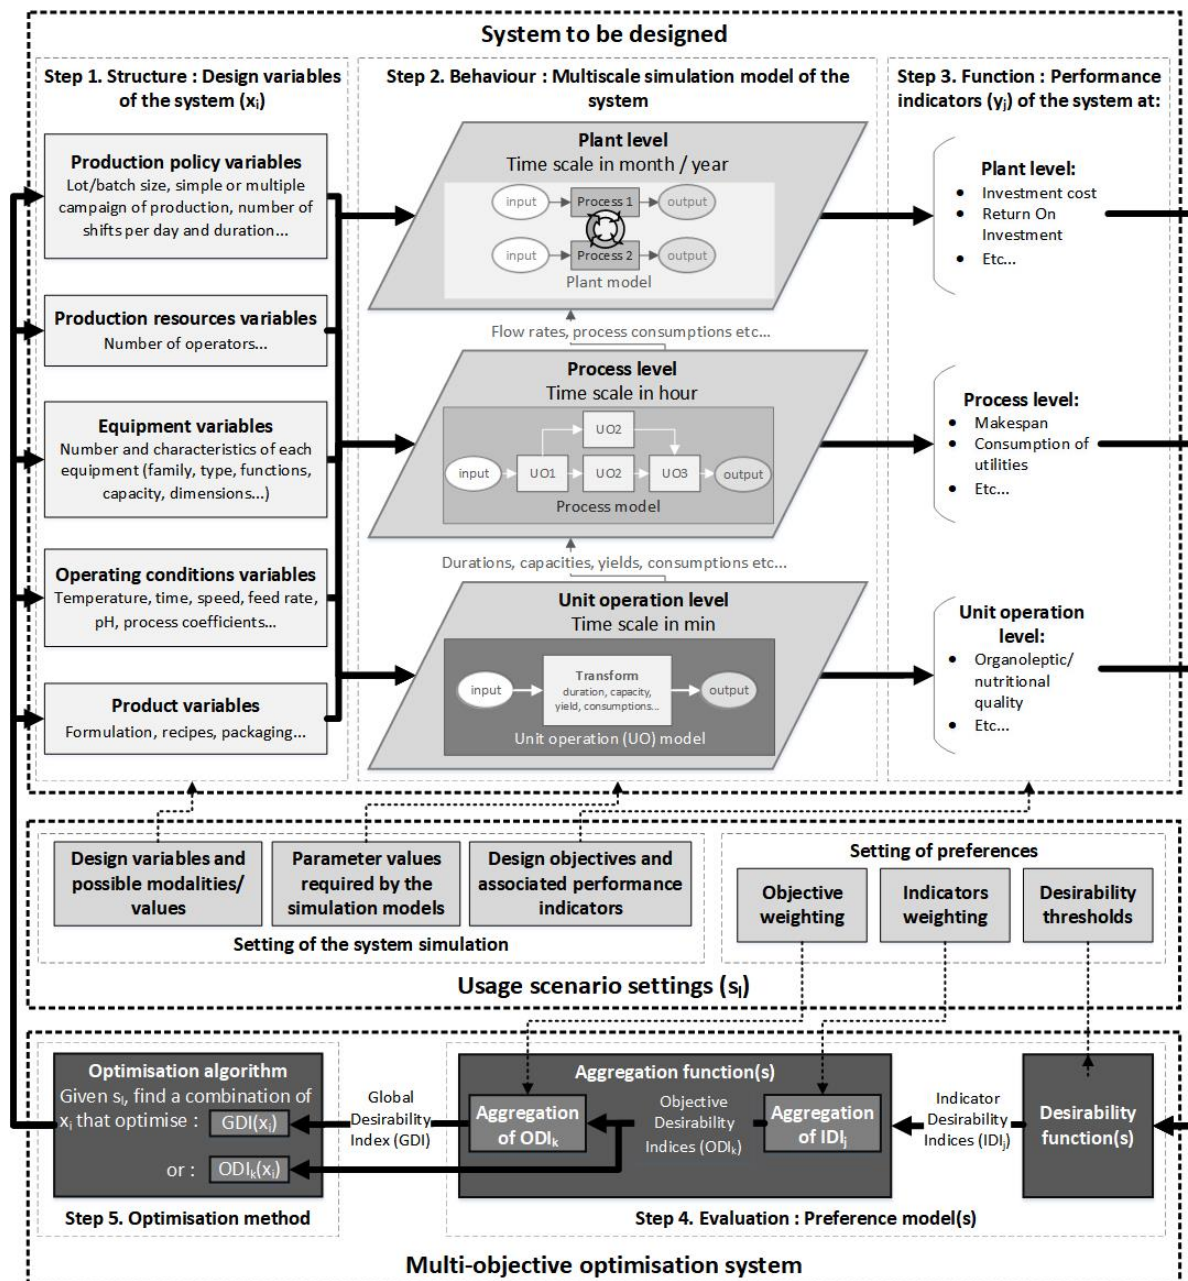 System to be designed
Step 1. Structure : Design variables
of the system (xi)
Production policy variables
Lot/batch size, simple or multiple
campaign of production, number of
shifts per day and duration...
Production resources variables
Number of operators...
Equipment variables
Number and characteristics of each
equipment (family, type, functions,
capacity, dimensions...)
Operating conditions variables
Temperature, time, speed, feed rate,
pH, process coefficients...
Product variables
Formulation, recipes, packaging...
Step 2. Behaviour : Multiscale simulation model of the
system
Plant level
Time scale in month / year
input
Process 1
output
input
Process 2
output
Plant model
Flow rates, process consumptions etc...
Process level
Time scale in hour
UO2
input
UO1
UO2
UO3
output
Process model
Durations, capacities, yields, consumptions etc...
Unit operation level
Time scale in min
input
Transform
duration, capacity,
yield, consumptions...
output
Unit operation (UO) model
Step 3. Function : Performance
indicators (yj) of the system at:
Plant level:
• Investment cost
• Return On
Investment
• Etc...
Process level:
• Makespan
• Consumption of
utilities
• Etc...
Unit operation
level:
• Organoleptic/
nutritional
quality
• Etc...
Design variables and
possible modalities/
values
Parameter values
required by the
simulation models
Design objectives and
associated performance
indicators
Setting of the system simulation
Setting of preferences
Objective
weighting
Indicators
weighting
Desirability
thresholds
Usage scenario settings (sl)
Optimisation algorithm
Given sl, find a combination of
xi that optimise :
GDI(xi)
or :
ODIk(xi)
Step 5. Optimisation method
Global
Desirability
Index (GDI)
Aggregation function(s)
Aggregation
of ODIk
Objective
Desirability
Indices (ODIk)
Aggregation
of IDIj
Indicator
Desirability
Indices (IDIj)
Desirability
function(s)
Step 4. Evaluation : Preference model(s)
Multi-objective optimisation system